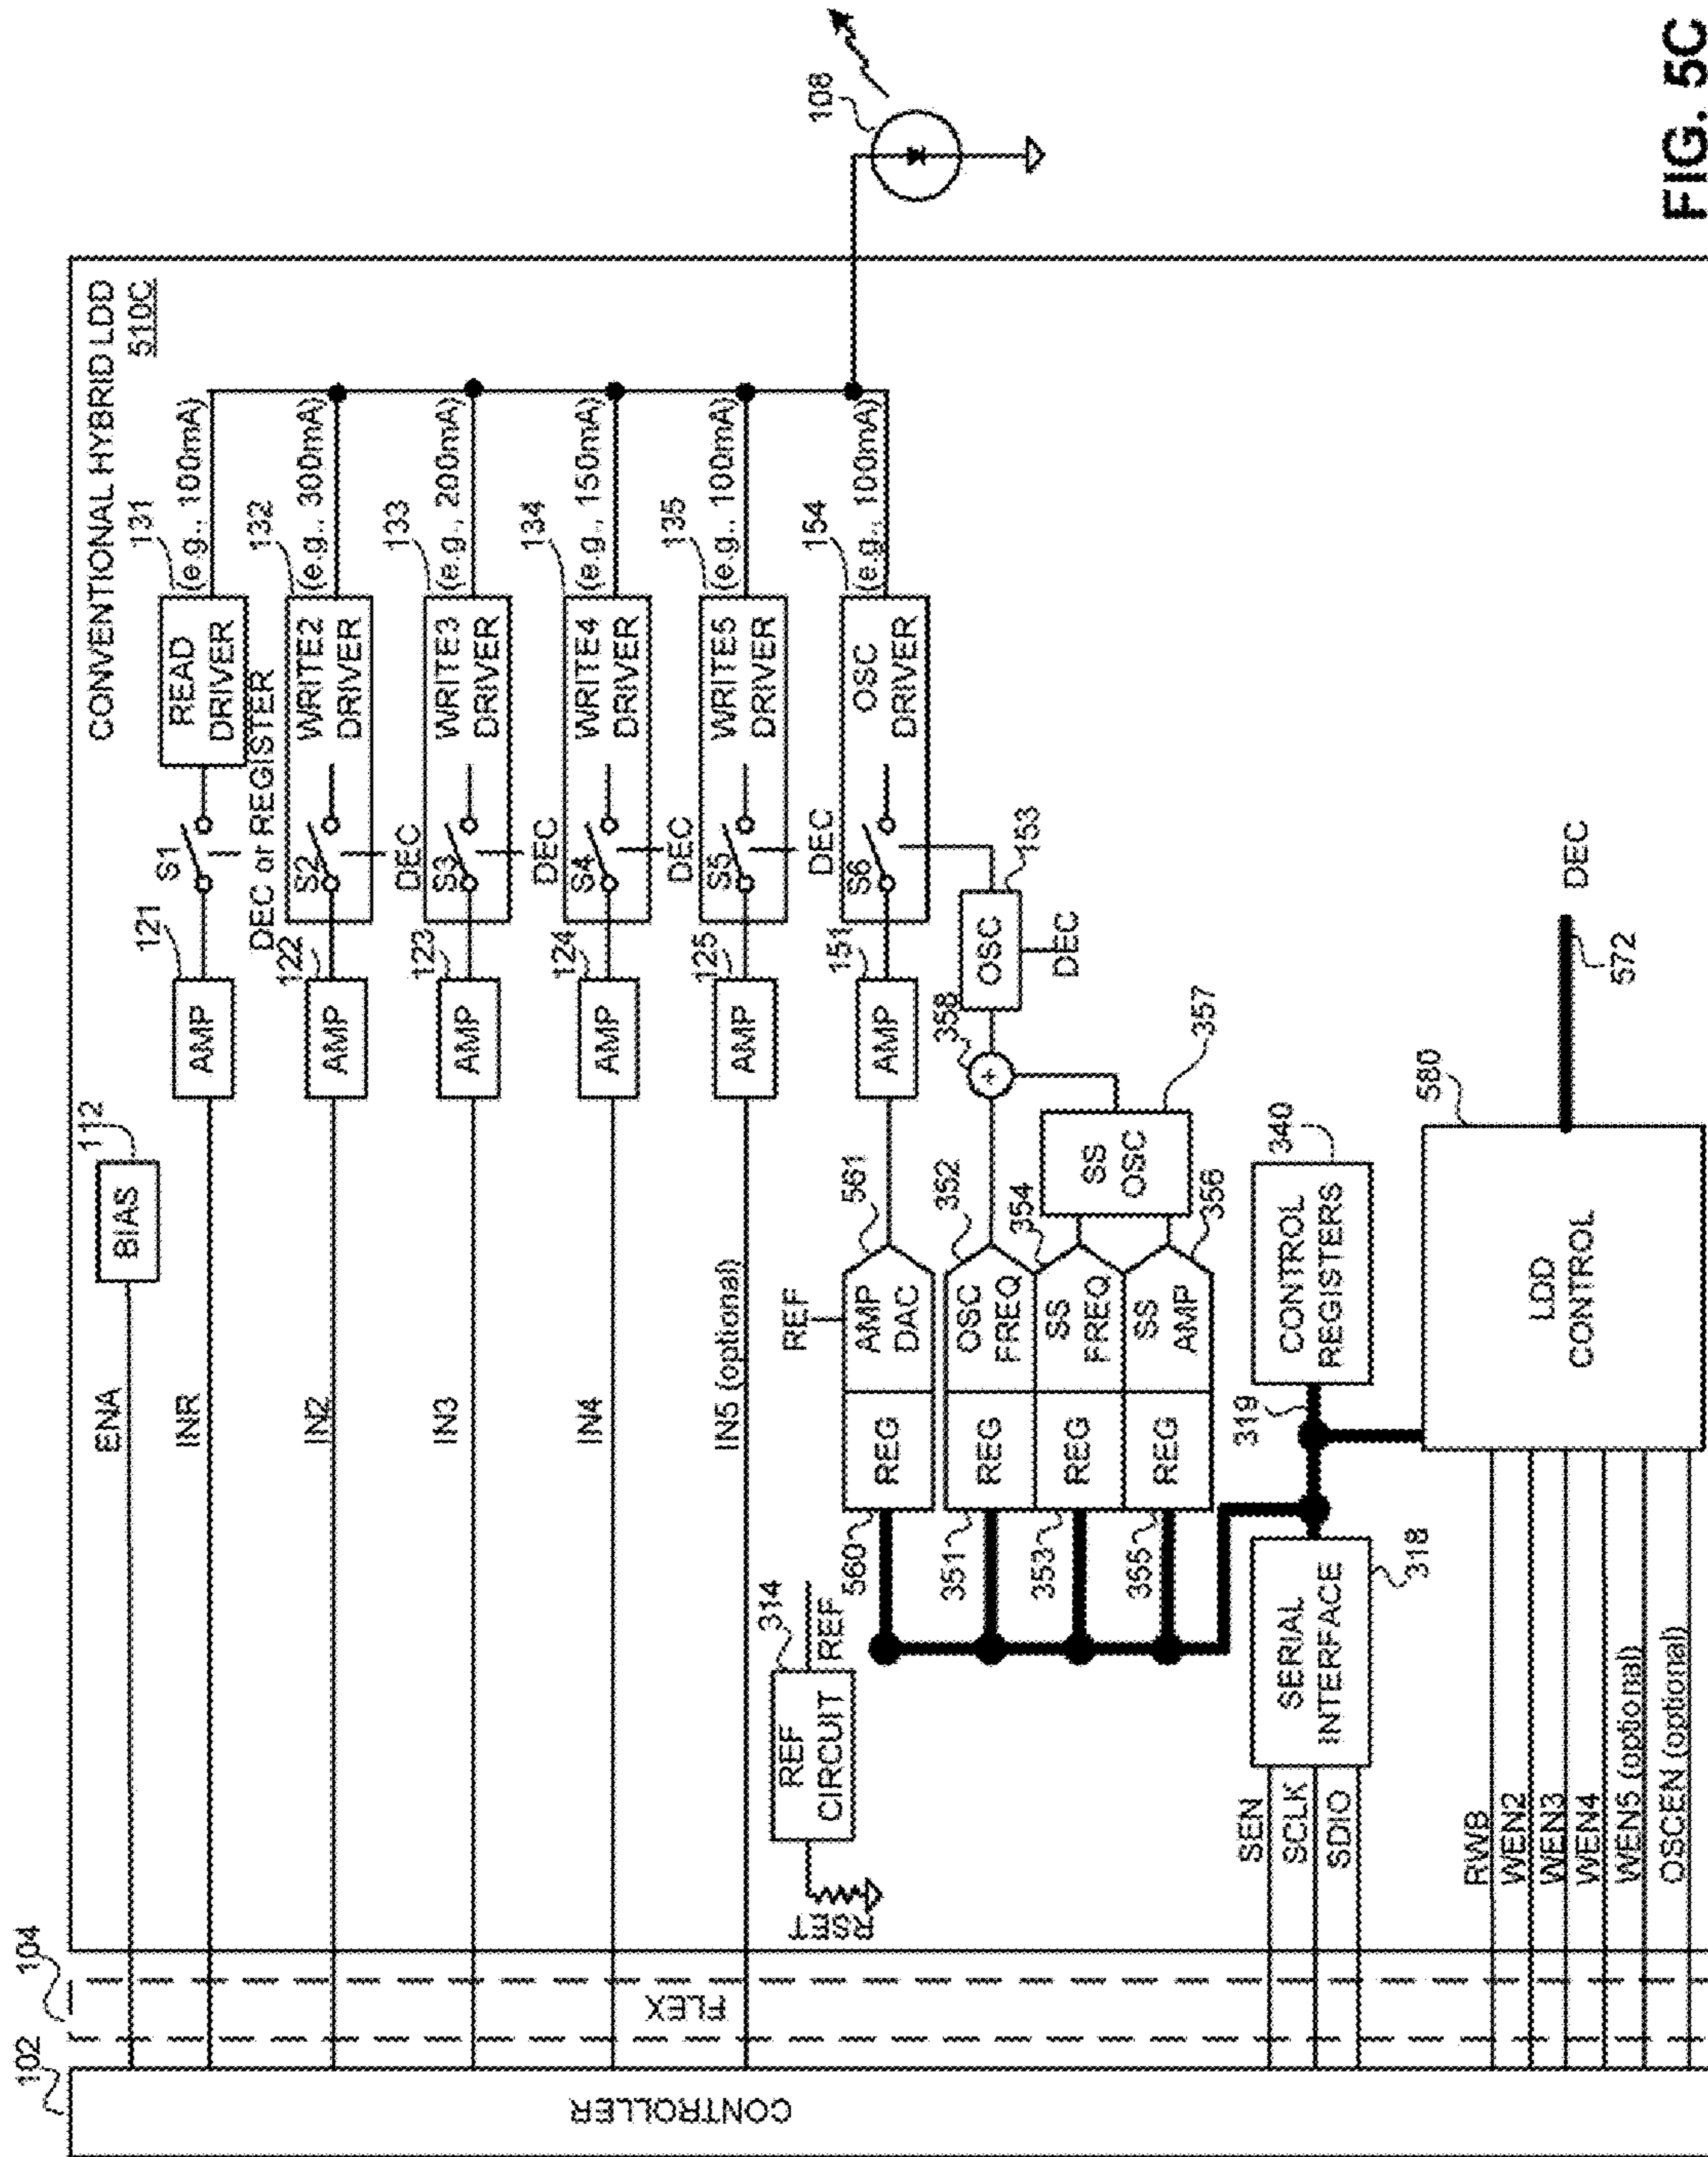 102
104
CONTROLLER
FLEX
CONVENTIONAL HYBRID LDD
510C
ENA
BIAS
112
INR
AMP
121
S1
DEC or REGISTER
READ
DRIVER
131
(e.g., 100mA)
IN2
AMP
122
S2
DEC
WRITE2
DRIVER
132
(e.g., 300mA)
IN3
AMP
123
S3
DEC
WRITE3
DRIVER
133
(e.g., 200mA)
IN4
AMP
124
S4
DEC
WRITE4
DRIVER
134
(e.g., 150mA)
IN5 (optional)
AMP
125
S5
DEC
WRITE5
DRIVER
135
(e.g., 100mA)
108
RSET
REF
CIRCUIT
314
REF
REF
560
REG
AMP
DAC
561
AMP
151
S6
OSC
DRIVER
154
(e.g., 100mA)
351
REG
OSC
FREQ
352
358
+
OSC
153
DEC
353
REG
SS
FREQ
354
355
REG
SS
AMP
356
SS
OSC
357
SEN
SCLK
SDIO
SERIAL
INTERFACE
318
319
CONTROL
REGISTERS
340
RWB
WEN2
WEN3
WEN4
WEN5 (optional)
OSCEN (optional)
LDD
CONTROL
580
DEC
572
FIG. 5C